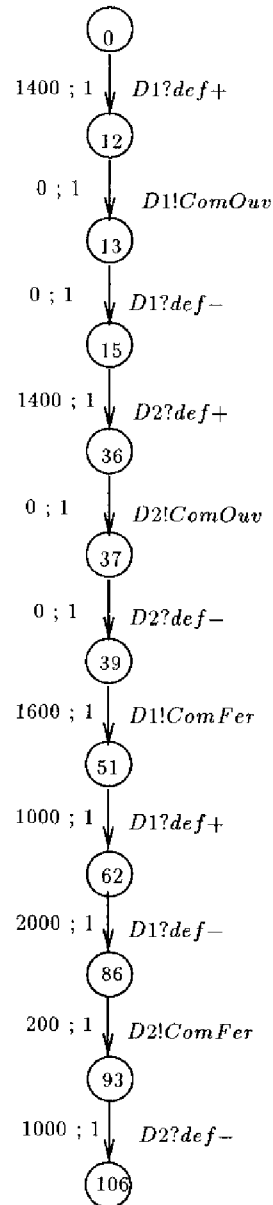 0
1400 ; 1 D1?def+
12
0 ; 1 D1!ComOuv
13
0 ; 1 D1?def−
15
1400 ; 1 D2?def+
36
0 ; 1 D2!ComOuv
37
0 ; 1 D2?def−
39
1600 ; 1 D1!ComFer
51
1000 ; 1 D1?def+
62
2000 ; 1 D1?def−
86
200 ; 1 D2!ComFer
93
1000 ; 1 D2?def−
106